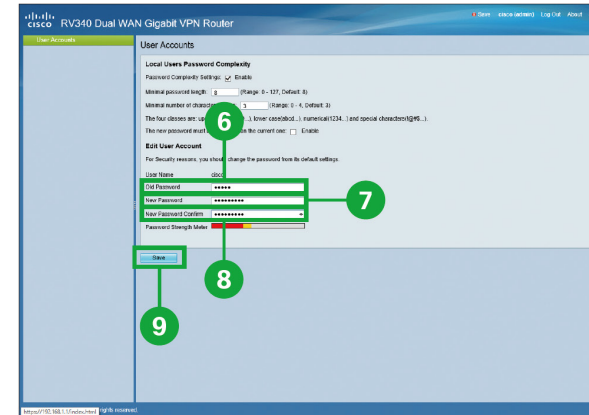 cisco RV340 Dual WAN Gigabit VPN Router
Save cisco (admin) Log Out About
User Accounts
User Accounts
Local Users Password Complexity
Password Complexity Settings: Enable
Minimal password length: 8 (Range: 0 - 127, Default: 8)
Minimal number of character 3 (Range: 0 - 4, Default: 3)
The four classes are: up ...), lower case(abcd...), numerical(1234...) and special characters(!@#$...).
The new password must n the current one: Enable
Edit User Account
For Security reasons, you should change the password from its default settings.
User Name cisco
Old Password •••••
New Password •••••••••
New Password Confirm •••••••••
Password Strength Meter
Save
6
7
8
9
https://192.168.1.1/index.html rights reserved.